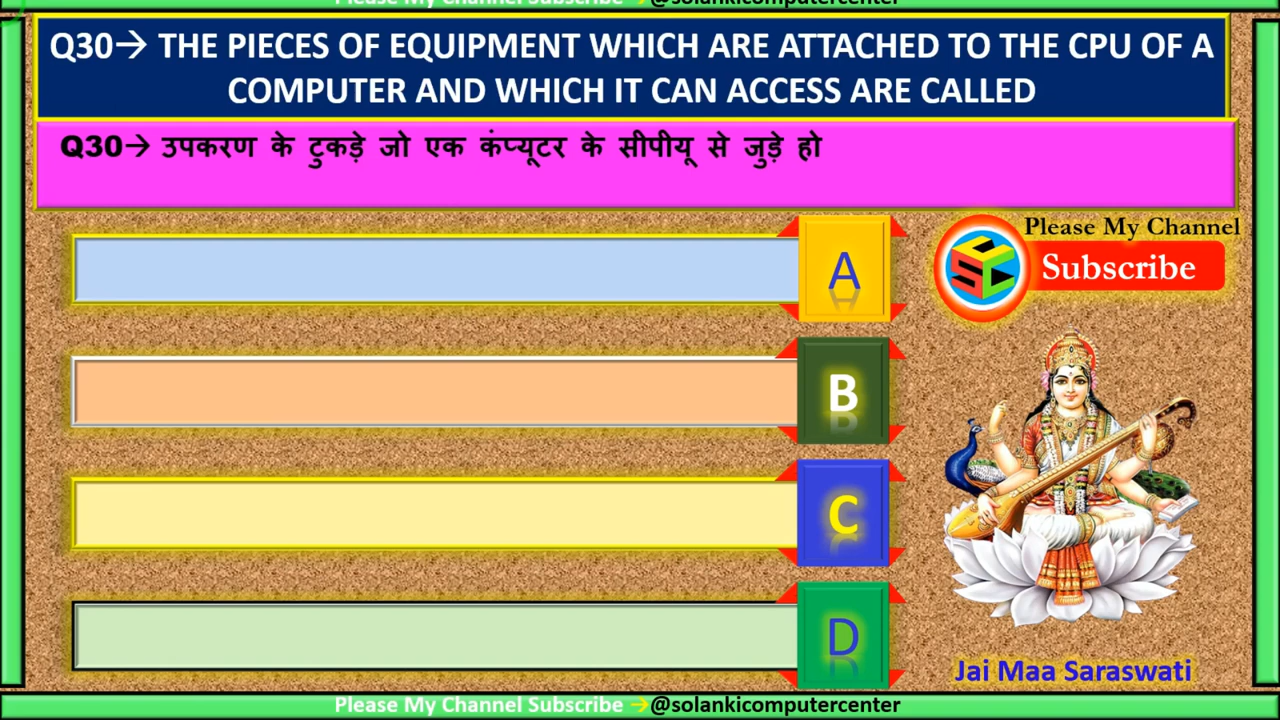 Please My Channel Subscribe →@solankicomputercenter
Q30→ THE PIECES OF EQUIPMENT WHICH ARE ATTACHED TO THE CPU OF A
COMPUTER AND WHICH IT CAN ACCESS ARE CALLED
Q30→ उपकरण के टुकड़े जो एक कंप्यूटर के सीपीयू से जुड़े हो
A
B
C
D
Please My Channel
Subscribe
SCC
Jai Maa Saraswati
Please My Channel Subscribe →@solankicomputercenter